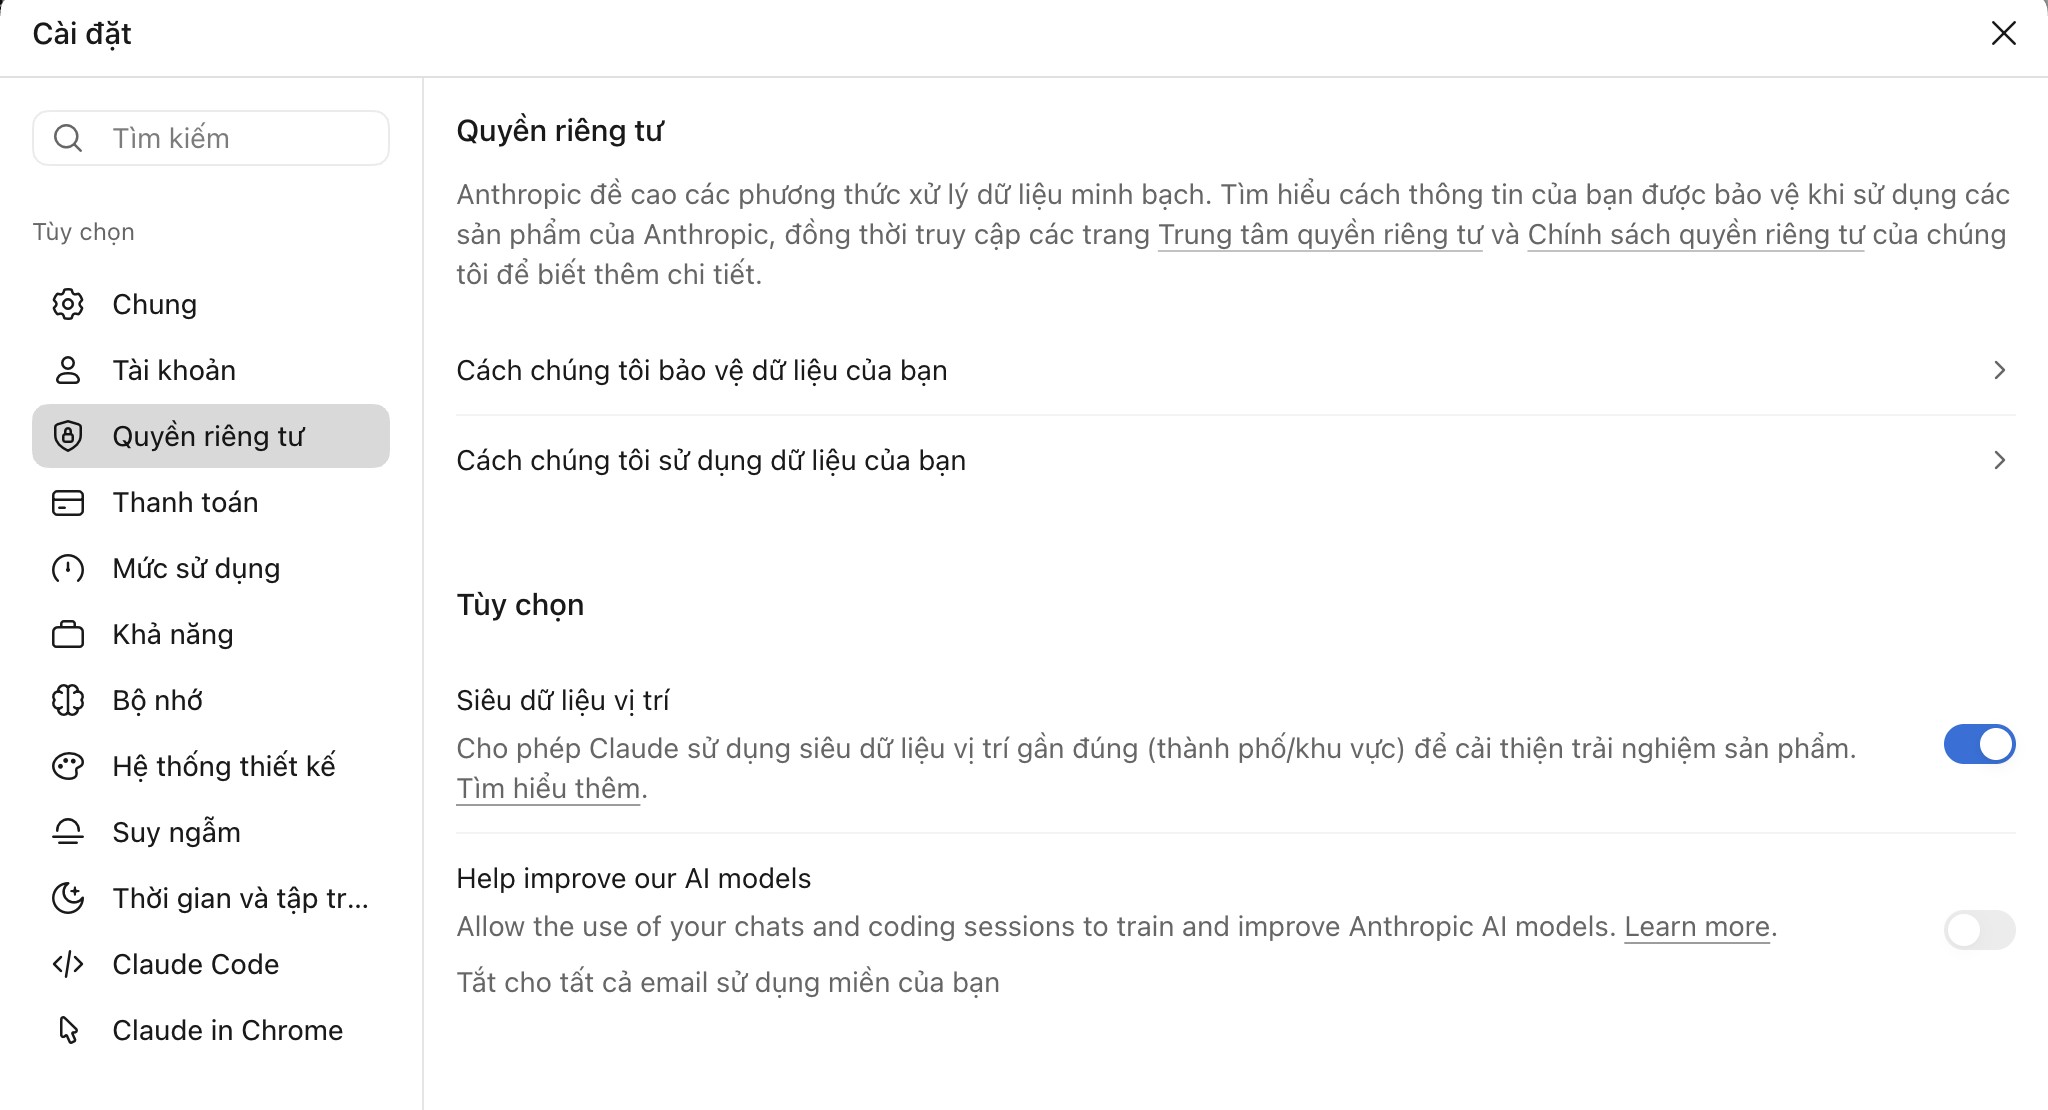 Cài đặt
Tìm kiếm
Tùy chọn
Chung
Tài khoản
Quyền riêng tư
Thanh toán
Mức sử dụng
Khả năng
Bộ nhớ
Hệ thống thiết kế
Suy ngẫm
Thời gian và tập tr...
Claude Code
Claude in Chrome
Quyền riêng tư
Anthropic đề cao các phương thức xử lý dữ liệu minh bạch. Tìm hiểu cách thông tin của bạn được bảo vệ khi sử dụng các
sản phẩm của Anthropic, đồng thời truy cập các trang Trung tâm quyền riêng tư và Chính sách quyền riêng tư của chúng
tôi để biết thêm chi tiết.
Cách chúng tôi bảo vệ dữ liệu của bạn
Cách chúng tôi sử dụng dữ liệu của bạn
Tùy chọn
Siêu dữ liệu vị trí
Cho phép Claude sử dụng siêu dữ liệu vị trí gần đúng (thành phố/khu vực) để cải thiện trải nghiệm sản phẩm.
Tìm hiểu thêm.
Help improve our AI models
Allow the use of your chats and coding sessions to train and improve Anthropic AI models. Learn more.
Tắt cho tất cả email sử dụng miền của bạn